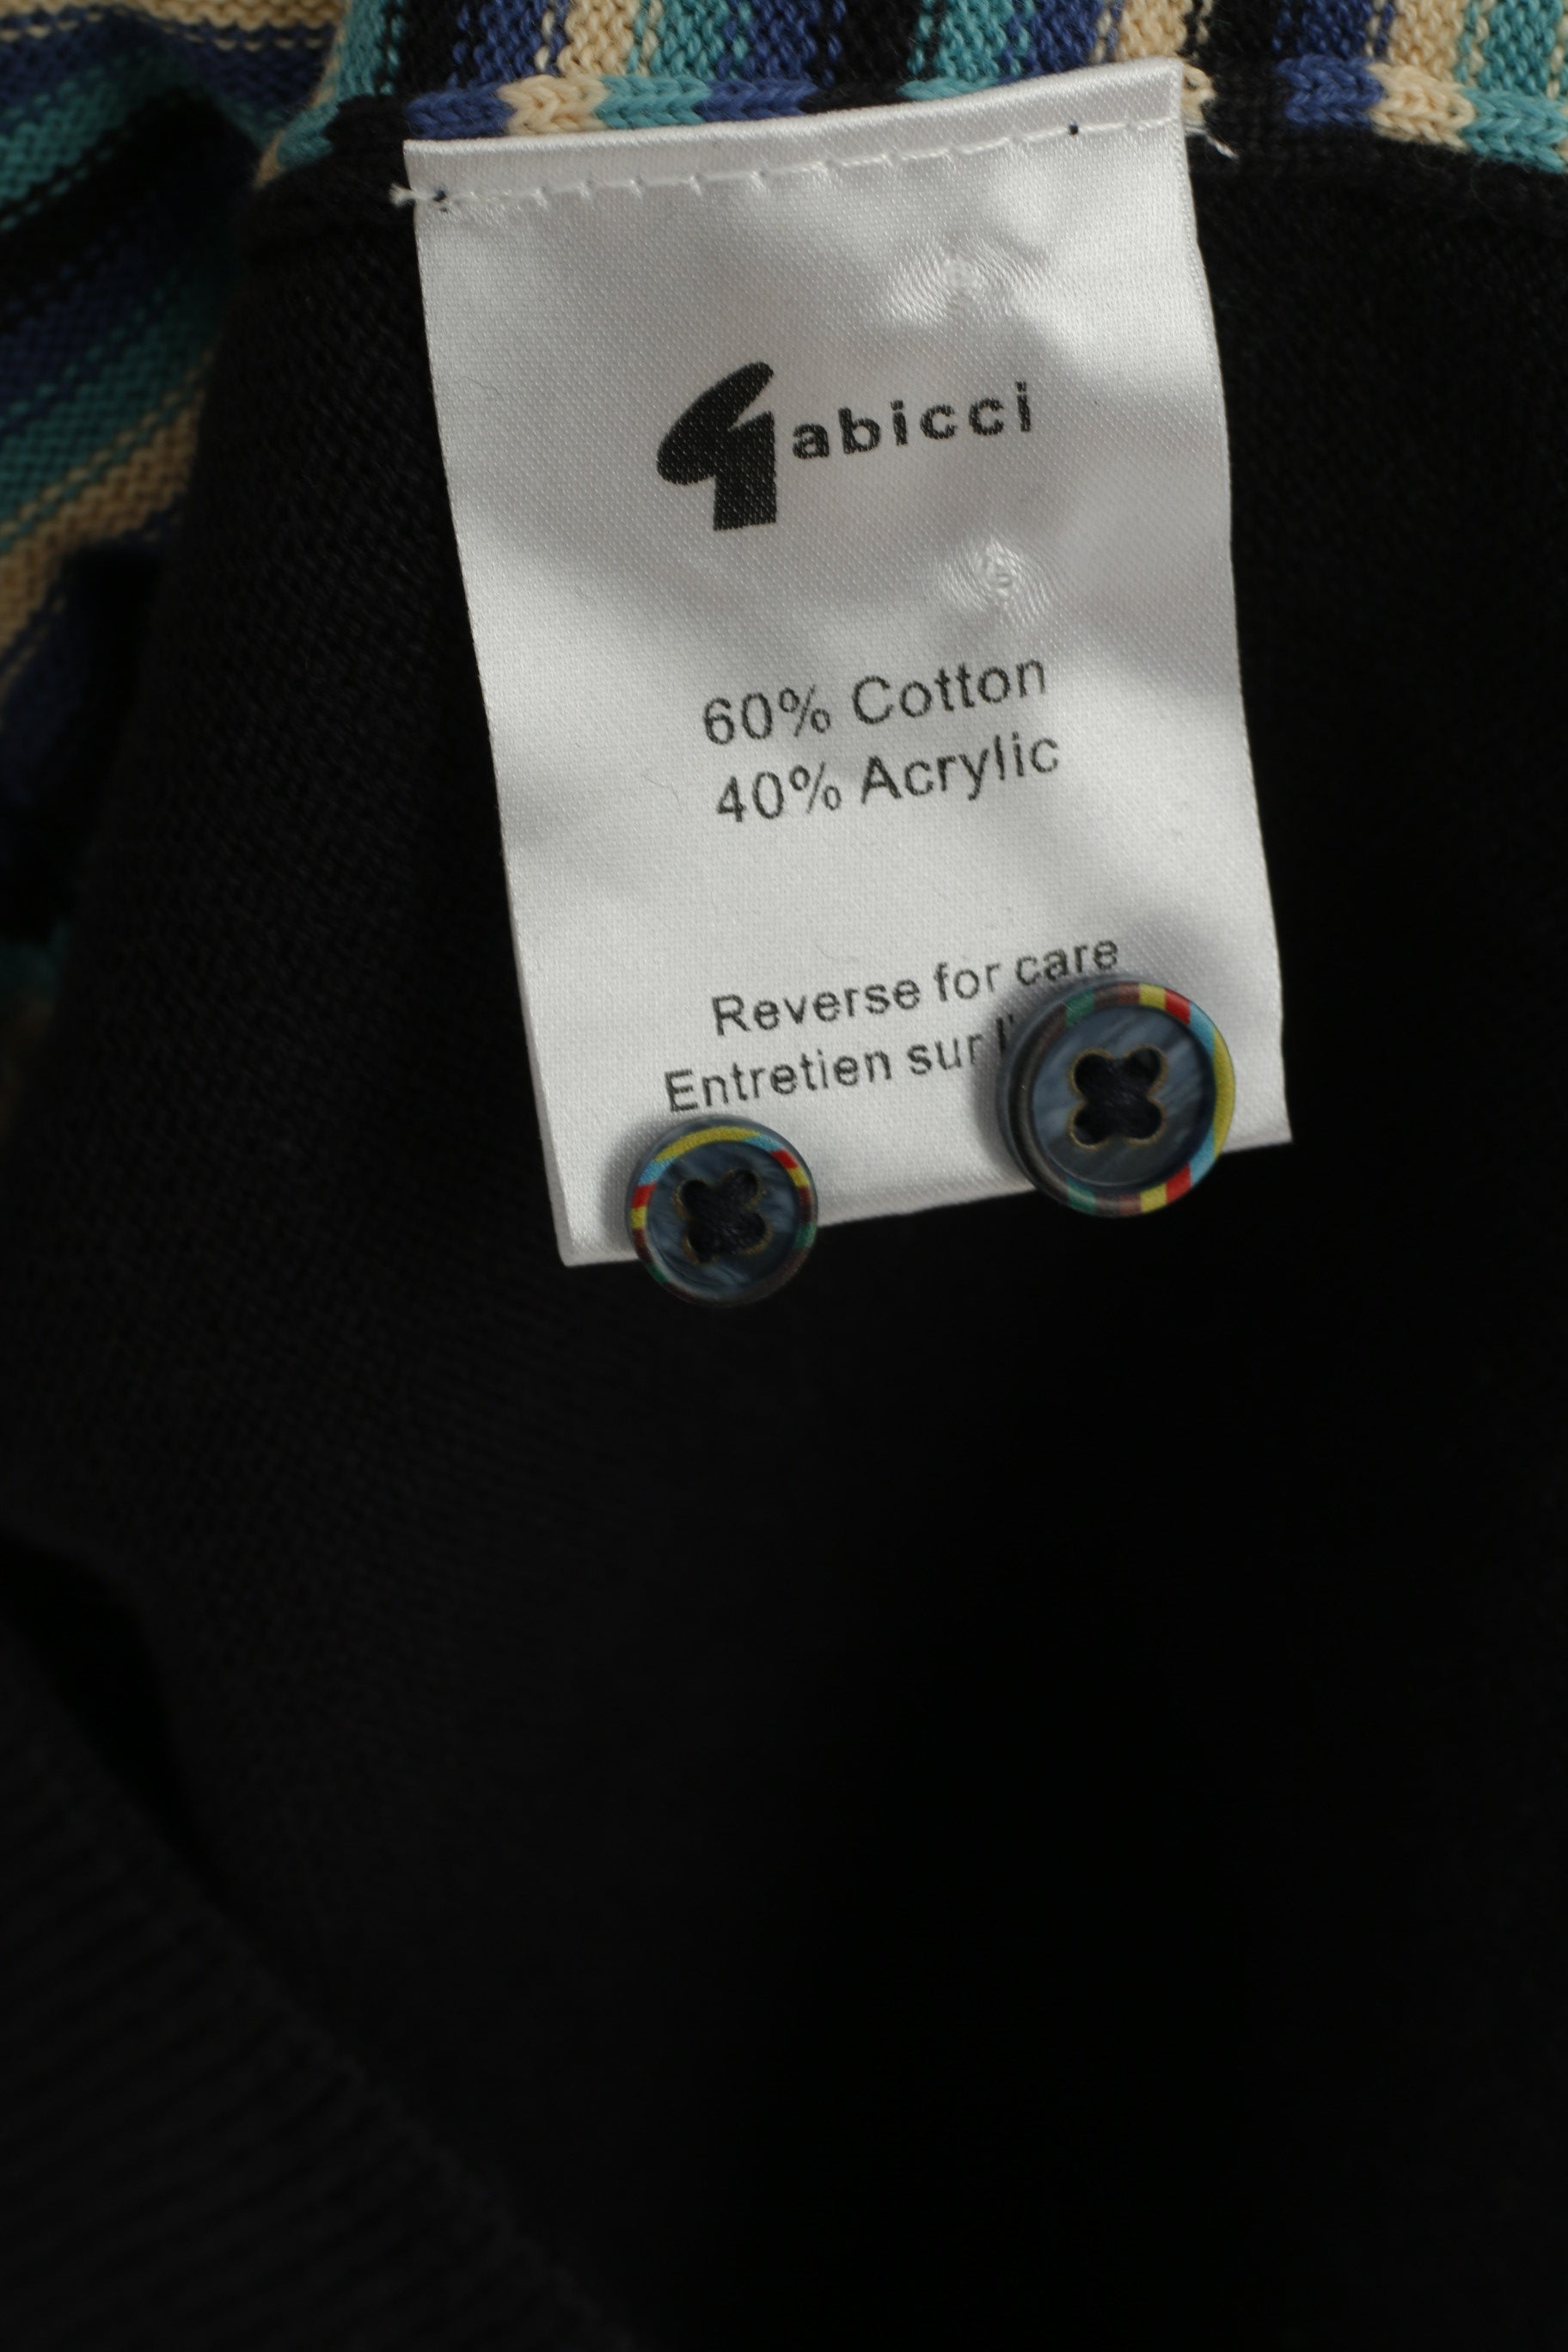 Gabicci
60% Cotton
40% Acrylic
Reverse for care
Entretien sur